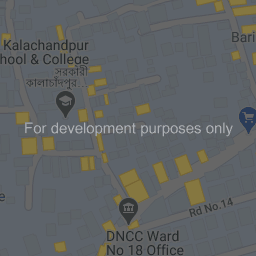 Kalachandpur
hool & College
সরকারী
কালাচাঁদপুর...
Bari
For development purposes only
e
Rd No 14
DNCC Ward
No 18 Office